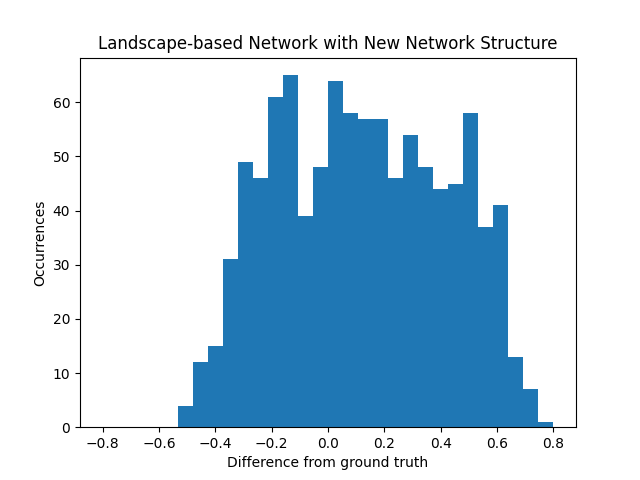 Landscape-based Network with New Network Structure
60
50
40
30
20
10
0
Occurrences
−0.8 −0.6 −0.4 −0.2 0.0 0.2 0.4 0.6 0.8
Difference from ground truth